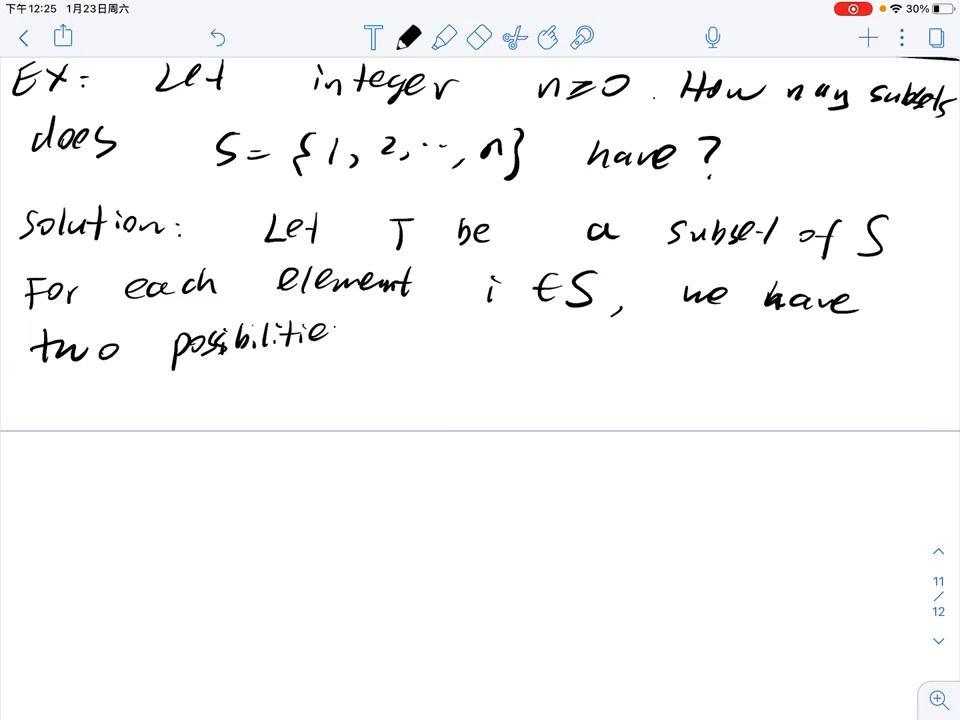 下午12:25 1月23日周六 30%
EX: Let integer n≥0. How many subsets
does S = {1, 2, ..., n} have?
Solution: Let T be a subset of S
For each element i ∈ S, we have
two possibilitie
11
/
12